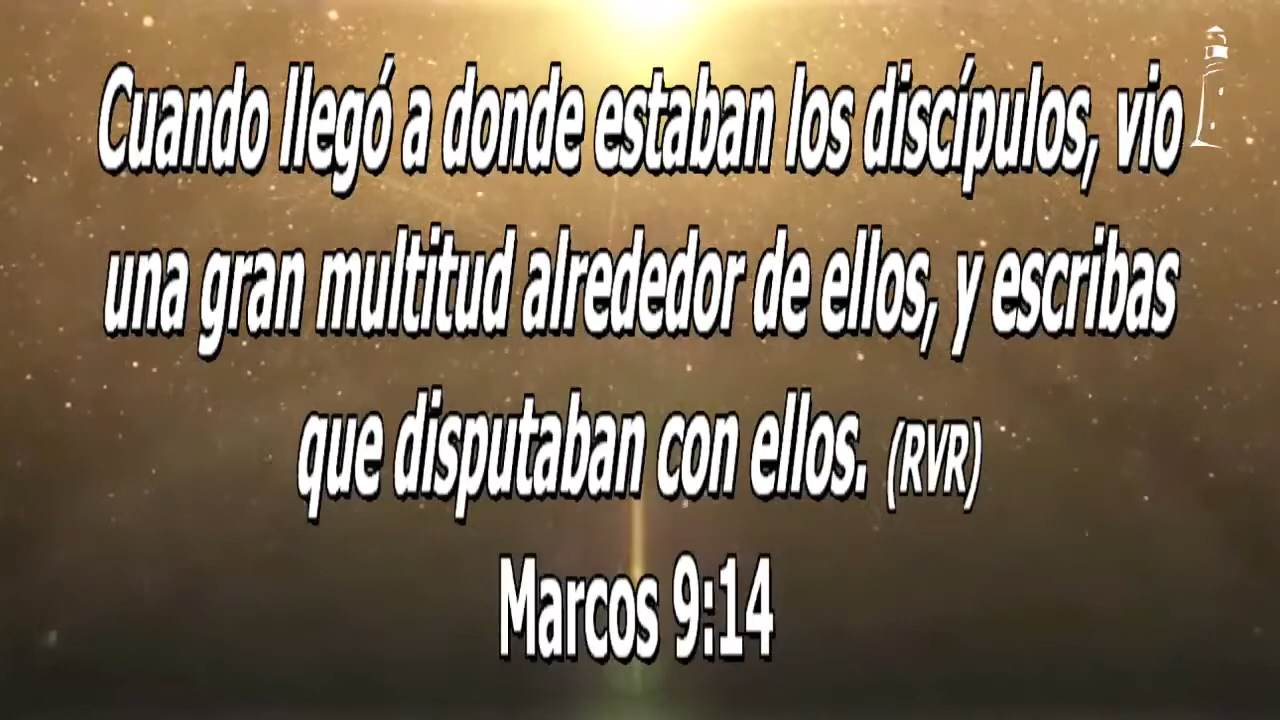 Cuando llegó a donde estaban los discípulos, vio
una gran multitud alrededor de ellos, y escribas
que disputaban con ellos. (RVR)
Marcos 9:14